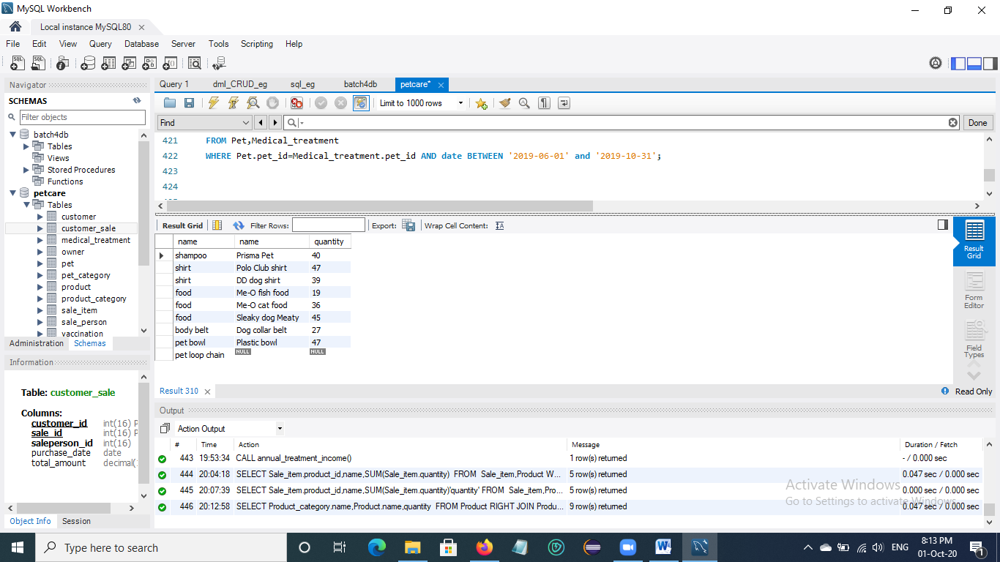 MySQL Workbench
Local instance MySQL80
File Edit View Query Database Server Tools Scripting Help
Navigator
SCHEMAS
Filter objects
batch4db
Tables
Views
Stored Procedures
Functions
petcare
Tables
customer
customer_sale
medical_treatment
owner
pet
pet_category
product
product_category
sale_item
sale_person
vaccination
Administration Schemas
Information
Table: customer_sale
Columns:
customer_id int(16) P
sale_id int(16) P
saleperson_id int(16)
purchase_date date
total_amount decimal(
Object Info Session
Query 1 dml_CRUD_eg sql_eg batch4db petcare*
Limit to 1000 rows
Find Done
421 FROM Pet,Medical_treatment
422 WHERE Pet.pet_id=Medical_treatment.pet_id AND date BETWEEN '2019-06-01' and '2019-10-31';
423
424
Result Grid Filter Rows: Export: Wrap Cell Content:
name name quantity
shampoo Prisma Pet 40
shirt Polo Club shirt 47
shirt DD dog shirt 39
food Me-O fish food 19
food Me-O cat food 36
food Sleaky dog Meaty 45
body belt Dog collar belt 27
pet bowl Plastic bowl 47
pet loop chain NULL NULL
Result Grid
Form Editor
Field Types
Result 310 Read Only
Output
Action Output
# Time Action Message Duration / Fetch
443 19:53:34 CALL annual_treatment_income() 1 row(s) returned - / 0.000 sec
444 20:04:18 SELECT Sale_item.product_id,name,SUM(Sale_item.quantity) FROM Sale_item,Product W... 5 row(s) returned 0.047 sec / 0.000 sec
445 20:07:39 SELECT Sale_item.product_id,name,SUM(Sale_item.quantity)'quantity' FROM Sale_item,Pro... 5 row(s) returned 0.000 sec / 0.000 sec
446 20:12:58 SELECT Product_category.name,Product.name,quantity FROM Product RIGHT JOIN Produ... 9 row(s) returned 0.047 sec / 0.000 sec
Activate Windows
Go to Settings to activate Windows.
Type here to search
ENG
8:13 PM
01-Oct-20
1